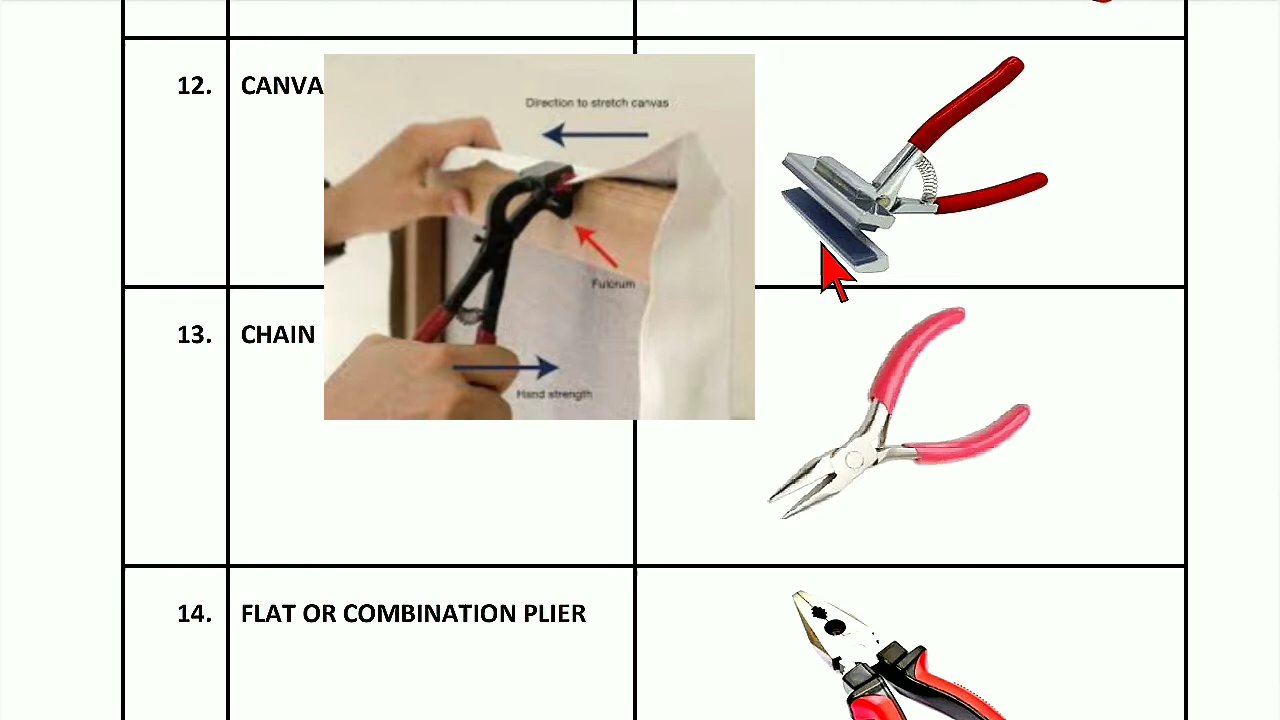 12. CANVA
Direction to stretch canvas
Fulcrum
13. CHAIN
Hand strength
14. FLAT OR COMBINATION PLIER